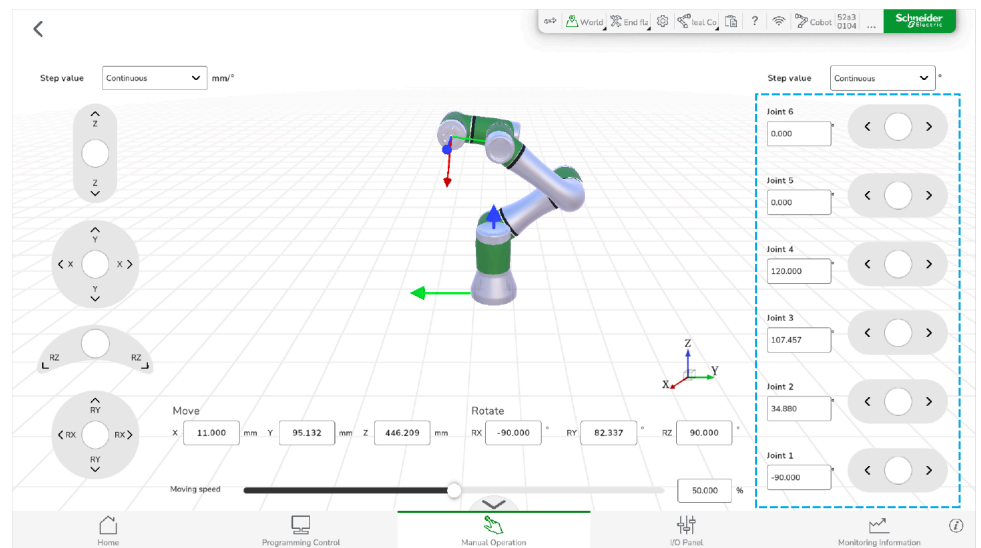 World End fla Teal Co ? Cobot 52a3 0104 ... Schneider Electric
Step value Continuous mm/°
Step value Continuous °
Z
Z
Y
X X
Y
RZ RZ
RY
RX RX
RY
Z
Y
X
Joint 6
0.000 °
Joint 5
0.000 °
Joint 4
120.000 °
Joint 3
107.457 °
Joint 2
34.880 °
Joint 1
-90.000 °
Move Rotate
X 11.000 mm Y 95.132 mm Z 446.209 mm RX -90.000 ° RY 82.337 ° RZ 90.000 °
Moving speed 50.000 %
Home Programming Control Manual Operation I/O Panel Monitoring Information i